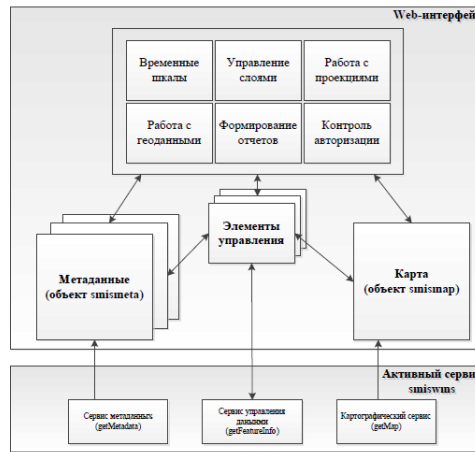 Web-интерфей
Временные
шкалы
Управление
слоями
Работа с
проекциями
Работа с
геоданными
Формирование
отчетов
Контроль
авторизации
Элементы
управления
Метаданные
(объект smismeta)
Карта
(объект smismap)
Активный серви
smiswms
Сервис метаданных
(getMetadata)
Сервис управления
данными
(getFeatureInfo)
Картографический сервис
(getMap)